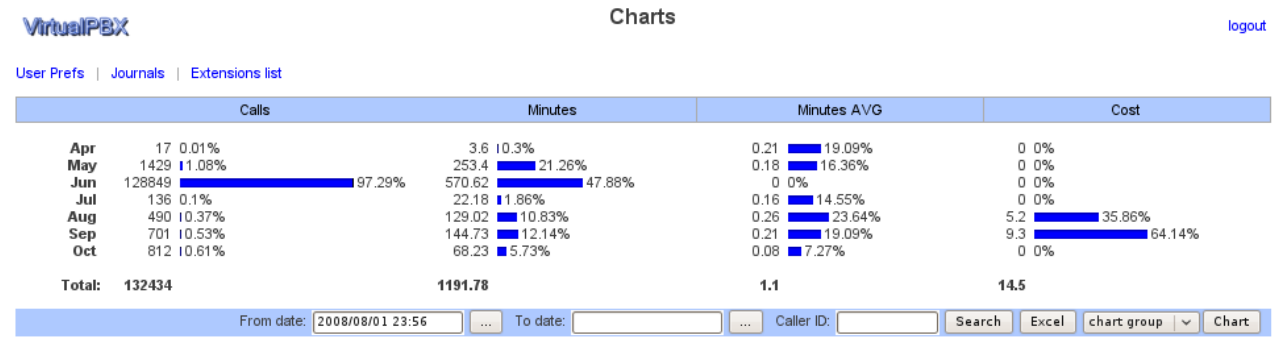 VirtualPBX
Charts
logout
User Prefs | Journals | Extensions list
Calls Minutes Minutes AVG Cost
Apr 17 0.01% 3.6 0.3% 0.21 19.09% 0 0%
May 1429 1.08% 253.4 21.26% 0.18 16.36% 0 0%
Jun 128849 97.29% 570.62 47.88% 0 0% 0 0%
Jul 136 0.1% 22.18 1.86% 0.16 14.55% 0 0%
Aug 490 0.37% 129.02 10.83% 0.26 23.64% 5.2 35.86%
Sep 701 0.53% 144.73 12.14% 0.21 19.09% 9.3 64.14%
Oct 812 0.61% 68.23 5.73% 0.08 7.27% 0 0%
Total: 132434 1191.78 1.1 14.5
From date: 2008/08/01 23:56 ... To date: ... Caller ID: Search Excel chart group Chart